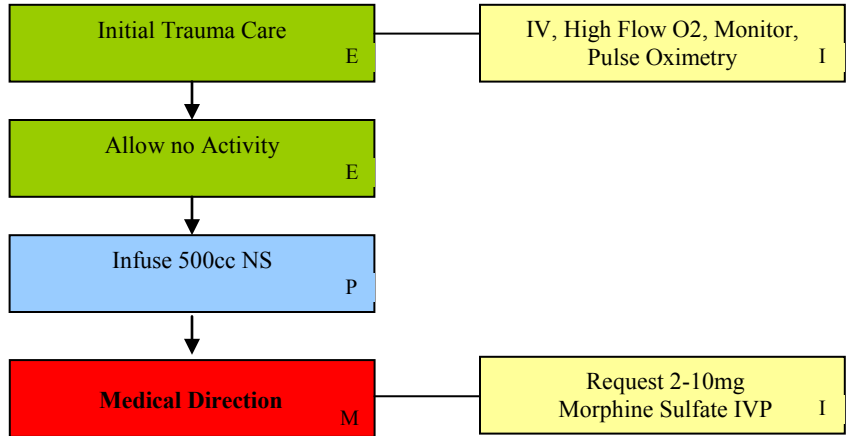 Initial Trauma Care
E
IV, High Flow O2, Monitor,
Pulse Oximetry
I
Allow no Activity
E
Infuse 500cc NS
P
Medical Direction
M
Request 2-10mg
Morphine Sulfate IVP
I